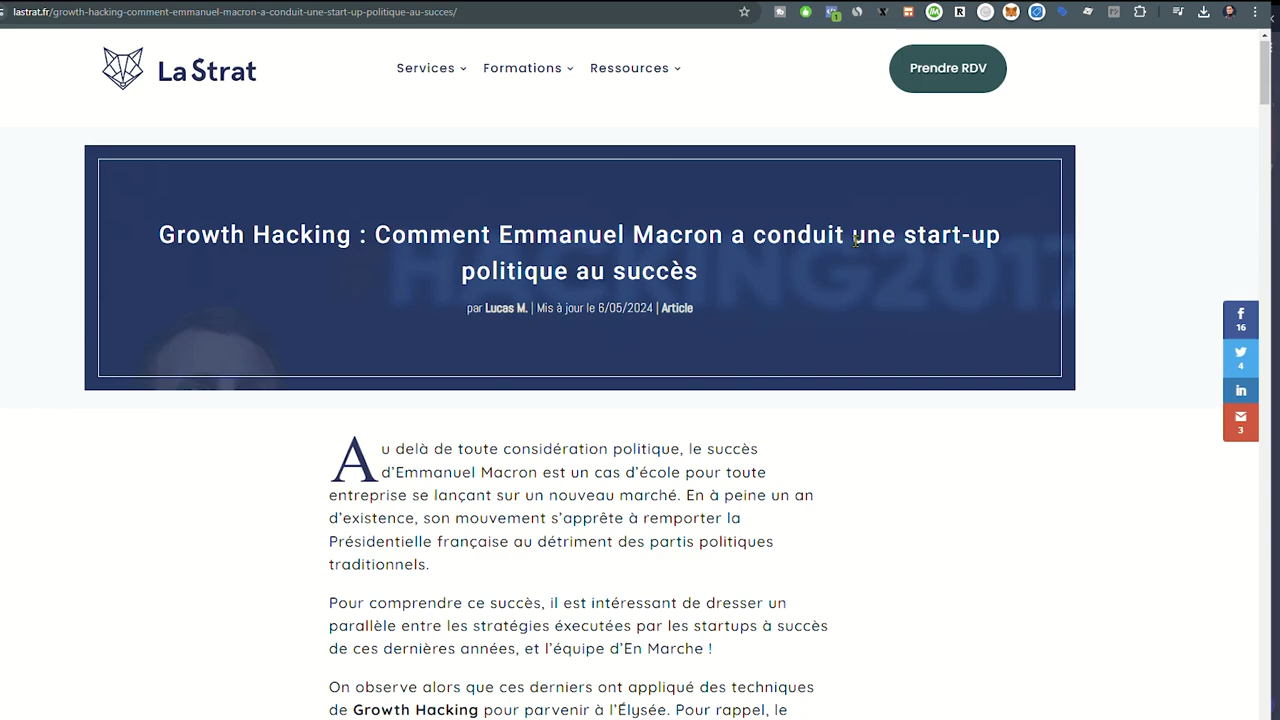 lastrat.fr/growth-hacking-comment-emmanuel-macron-a-conduit-une-start-up-politique-au-succes/
La Strat
Services
Formations
Ressources
Prendre RDV
HACKING2017
Growth Hacking : Comment Emmanuel Macron a conduit une start-up
politique au succès
par Lucas M. | Mis à jour le 6/05/2024 | Article
16
4
3
Au delà de toute considération politique, le succès
d’Emmanuel Macron est un cas d’école pour toute
entreprise se lançant sur un nouveau marché. En à peine un an
d’existence, son mouvement s’apprête à remporter la
Présidentielle française au détriment des partis politiques
traditionnels.
Pour comprendre ce succès, il est intéressant de dresser un
parallèle entre les stratégies éxecutées par les startups à succès
de ces dernières années, et l’équipe d’En Marche !
On observe alors que ces derniers ont appliqué des techniques
de Growth Hacking pour parvenir à l’Élysée. Pour rappel, le